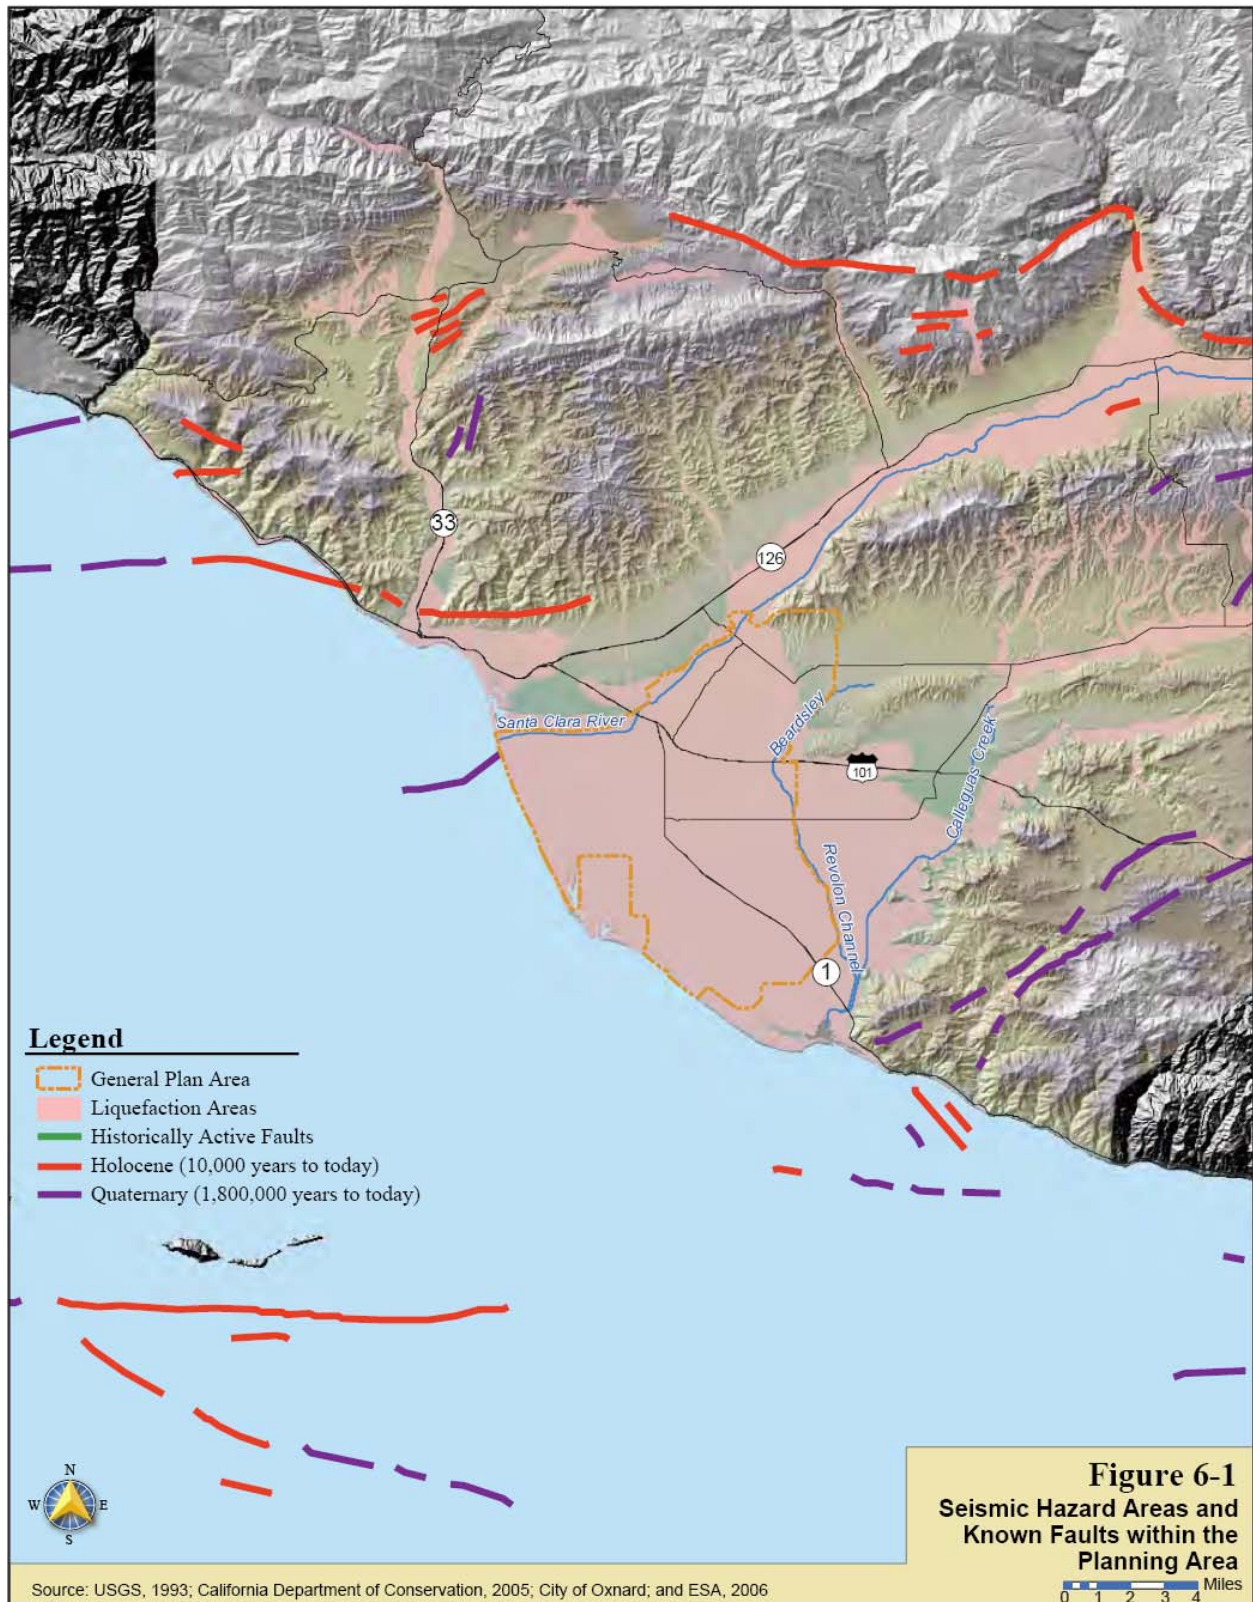 33
126
Santa Clara River
Beardsley
101
Calleguas Creek
Revolon Channel
1
Legend
General Plan Area
Liquefaction Areas
Historically Active Faults
Holocene (10,000 years to today)
Quaternary (1,800,000 years to today)
N
W E
S
Figure 6-1
Seismic Hazard Areas and
Known Faults within the
Planning Area
Miles
0 1 2 3 4
Source: USGS, 1993; California Department of Conservation, 2005; City of Oxnard; and ESA, 2006